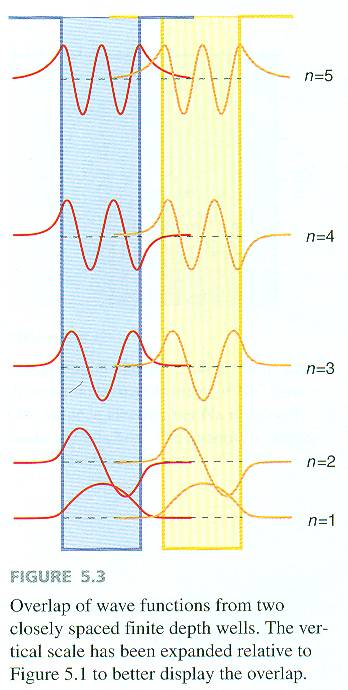 n=5
n=4
n=3
n=2
n=1
FIGURE 5.3
Overlap of wave functions from two
closely spaced finite depth wells. The ver-
tical scale has been expanded relative to
Figure 5.1 to better display the overlap.